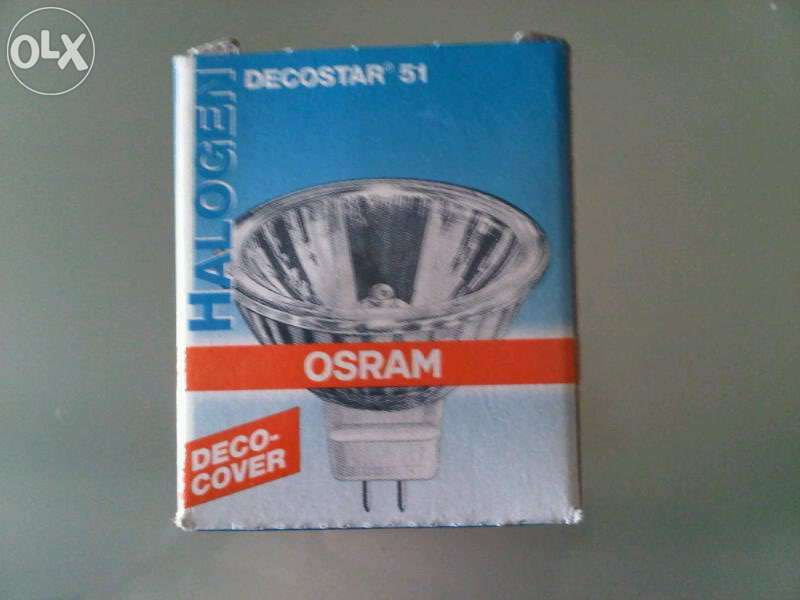 OLX
DECOSTAR® 51
HALOGEN
OSRAM
DECO-
COVER